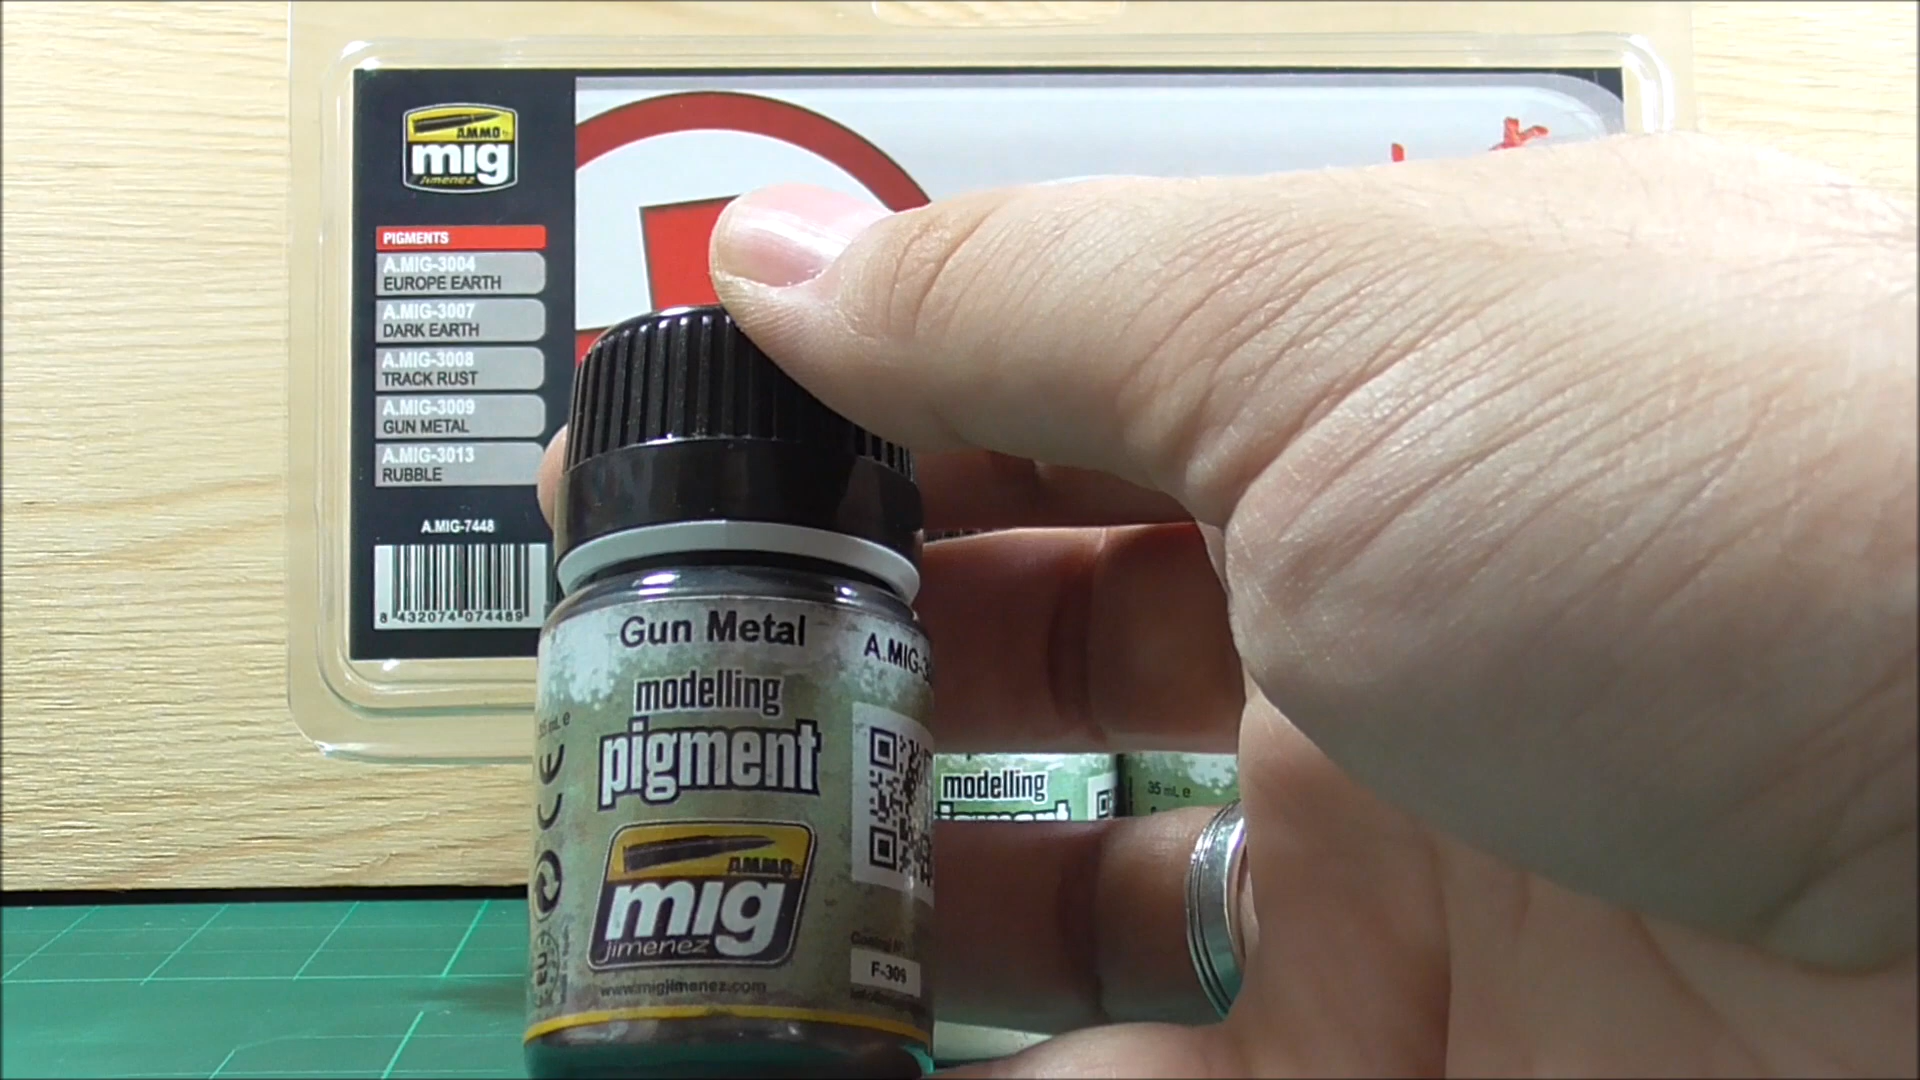 AMMO
mig
jimenez
PIGMENTS
A.MIG-3004
EUROPE EARTH
A.MIG-3007
DARK EARTH
A.MIG-3008
TRACK RUST
A.MIG-3009
GUN METAL
A.MIG-3013
RUBBLE
A.MIG-7448
8 432074 074489
Gun Metal
A.MIG-3
modelling
pigment
AMMO
mig
jimenez
www.migjimenez.com
35 mL e
CE
F-309
modelling
35 mL e